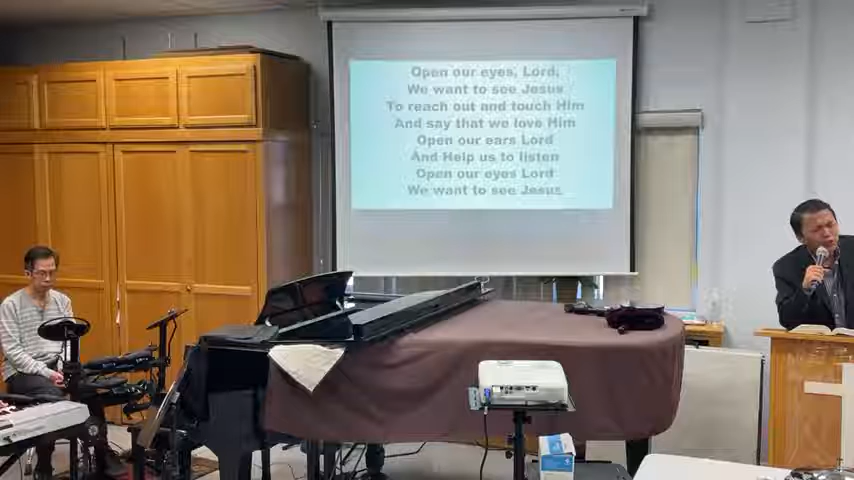 Open our eyes, Lord,
We want to see Jesus
To reach out and touch Him
And say that we love Him
Open our ears Lord
And Help us to listen
Open our eyes Lord
We want to see Jesus